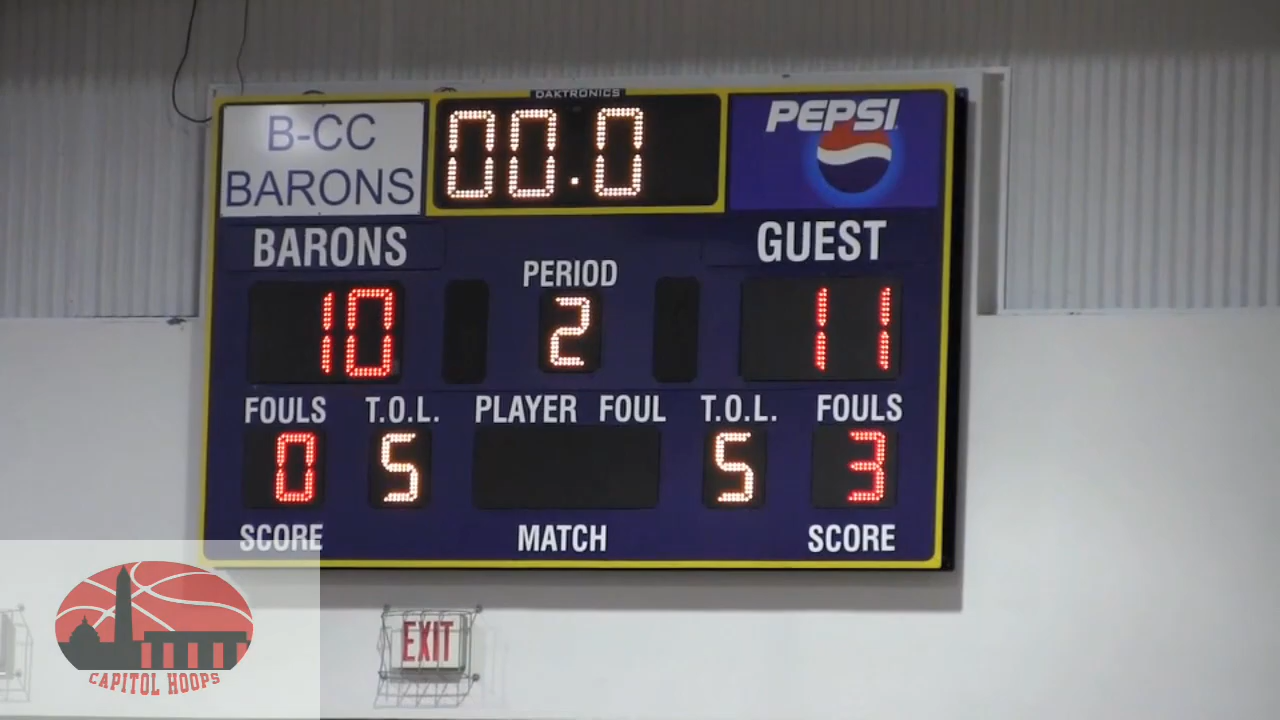 DAKTRONICS
B-CC
BARONS
00.0
PEPSI
BARONS
GUEST
PERIOD
10
2
11
FOULS
T.O.L.
PLAYER FOUL
T.O.L.
FOULS
0
5
5
3
SCORE
MATCH
SCORE
EXIT
CAPITOL HOOPS